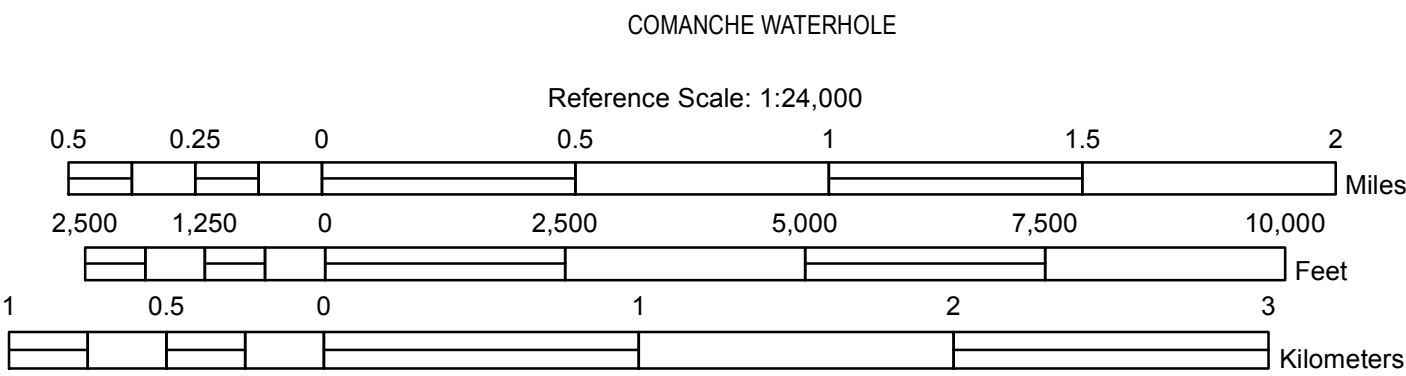 COMANCHE WATERHOLE
Reference Scale: 1:24,000
0.5 0.25 0 0.5 1 1.5 2
Miles
2,500 1,250 0 2,500 5,000 7,500 10,000
Feet
1 0.5 0 1 2 3
Kilometers